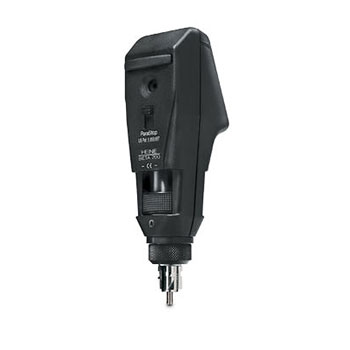 ParaStop
HEINE
BETA 200
- CE -